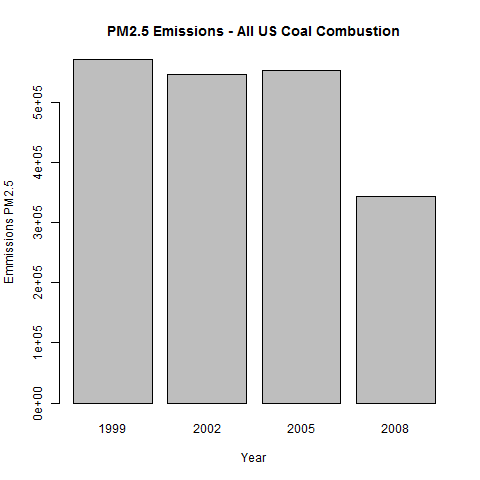 PM2.5 Emissions - All US Coal Combustion
Emmissions PM2.5
5e+05
4e+05
3e+05
2e+05
1e+05
0e+00
1999 2002 2005 2008
Year